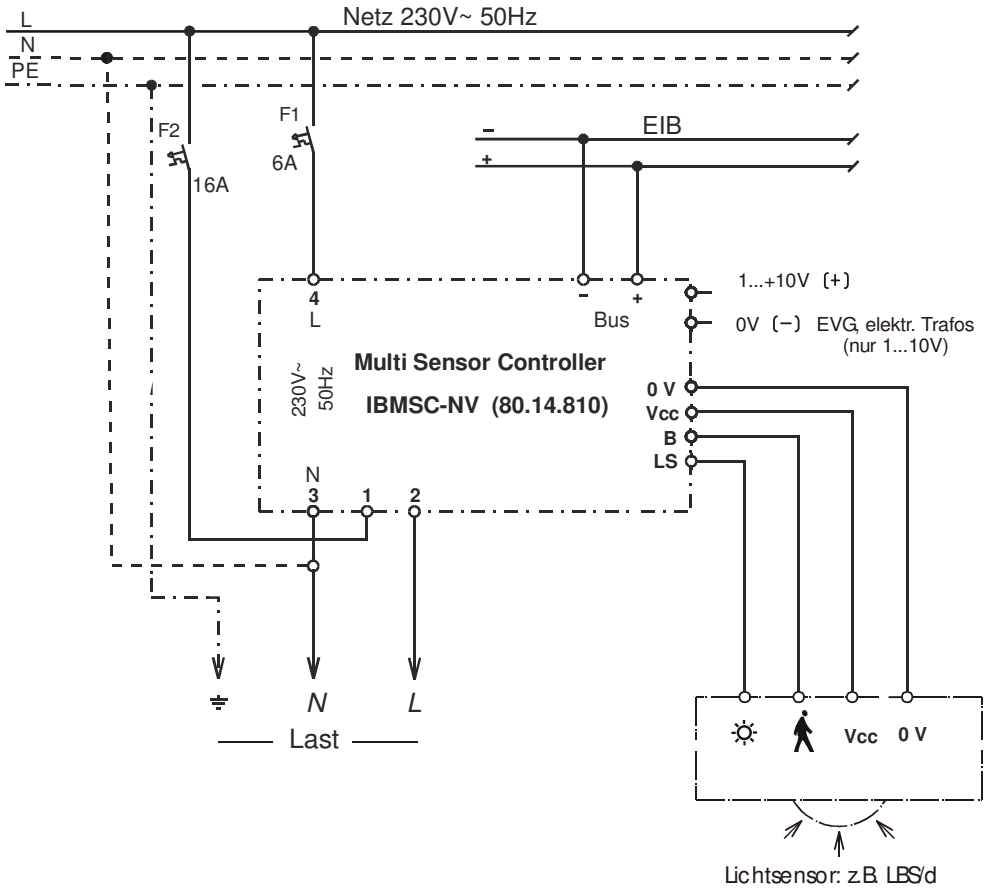 L
Netz 230V~ 50Hz
N
PE
F2
16A
F1
6A
−
EIB
+
4
L
−
+
Bus
1...+10V (+)
0V (−) EVG, elektr. Trafos
(nur 1...10V)
230V~
50Hz
Multi Sensor Controller
IBMSC-NV (80.14.810)
0 V
Vcc
B
LS
N
3
1
2
N
L
Last
Vcc
0 V
Lichtsensor: z.B. LBS/d